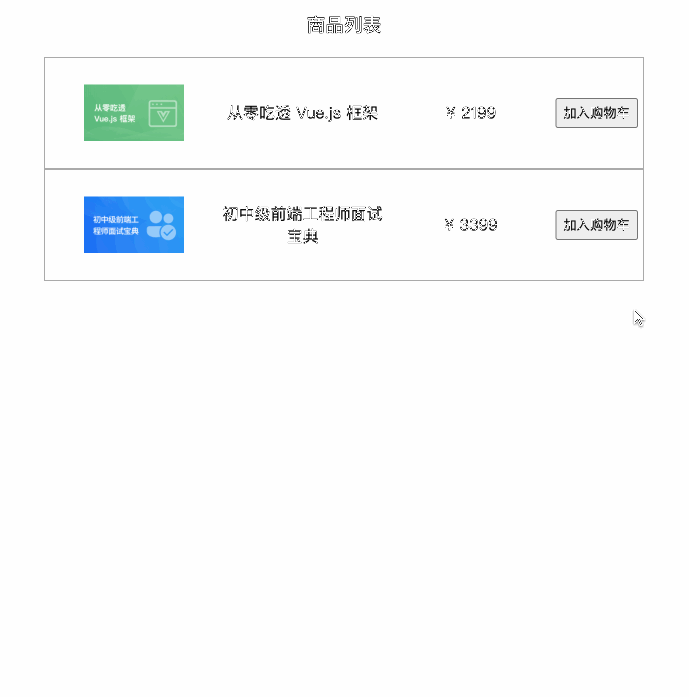 商品列表
从零吃透
Vue.js 框架
从零吃透 Vue.js 框架
￥ 2199
加入购物车
初中级前端工
程师面试宝典
初中级前端工程师面试
宝典
￥ 3399
加入购物车